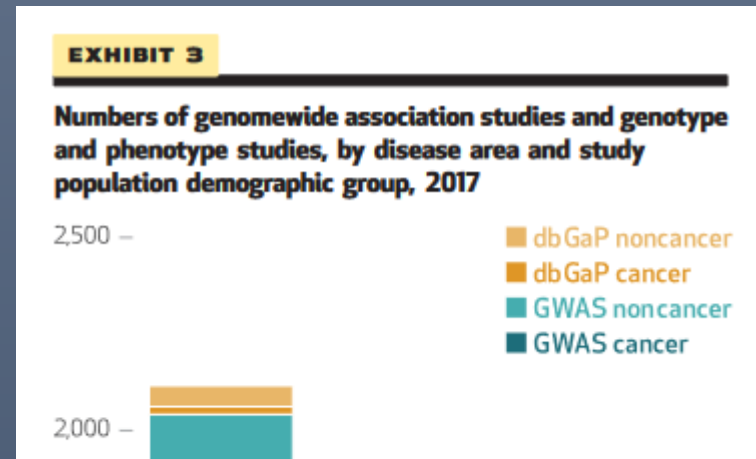 EXHIBIT 3
Numbers of genomewide association studies and genotype
and phenotype studies, by disease area and study
population demographic group, 2017
2,500
dbGaP noncancer
dbGaP cancer
GWAS noncancer
GWAS cancer
2,000